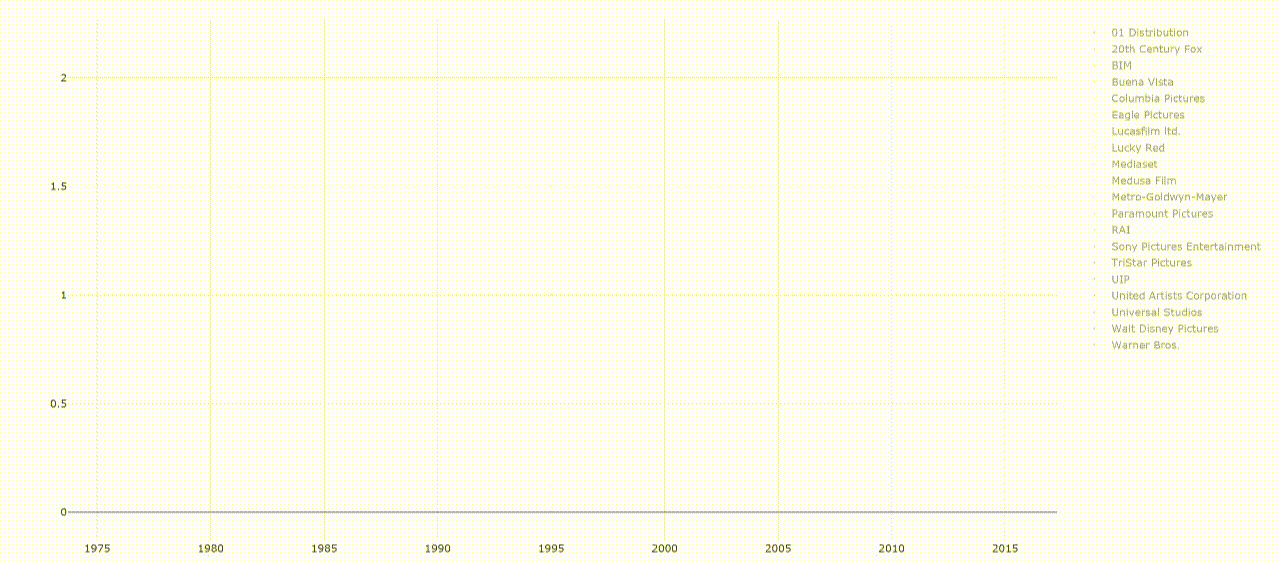 2
1.5
1
0.5
0
1975 1980 1985 1990 1995 2000 2005 2010 2015
01 Distribution
20th Century Fox
BIM
Buena Vista
Columbia Pictures
Eagle Pictures
Lucasfilm ltd.
Lucky Red
Mediaset
Medusa Film
Metro-Goldwyn-Mayer
Paramount Pictures
RAI
Sony Pictures Entertainment
TriStar Pictures
UIP
United Artists Corporation
Universal Studios
Walt Disney Pictures
Warner Bros.